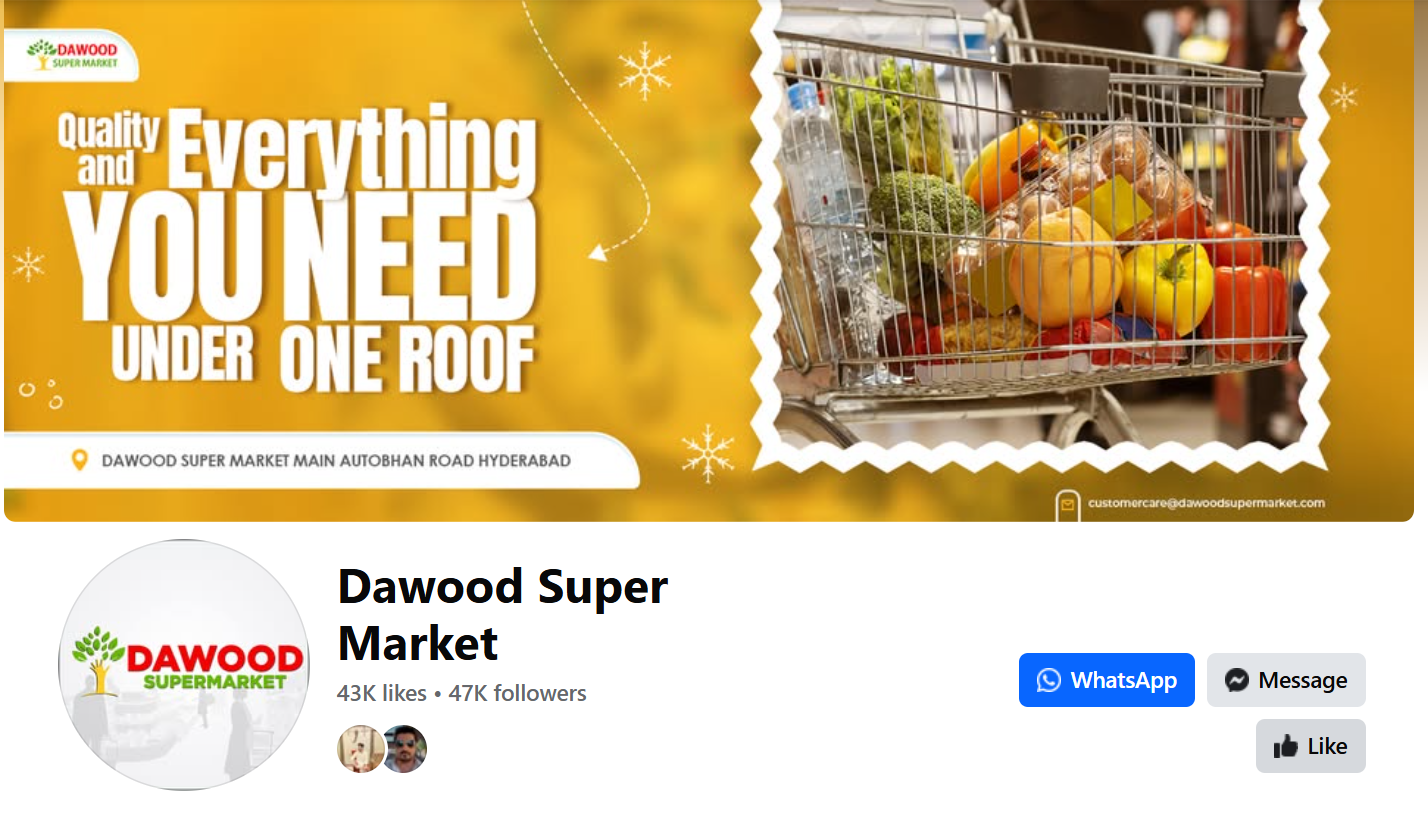 DAWOOD
SUPER MARKET
Quality
and
Everything
YOU NEED
UNDER ONE ROOF
DAWOOD SUPER MARKET MAIN AUTOBHAN ROAD HYDERABAD
customercare@dawoodsupermarket.com
DAWOOD
SUPERMARKET
Dawood Super
Market
43K likes • 47K followers
WhatsApp
Message
Like